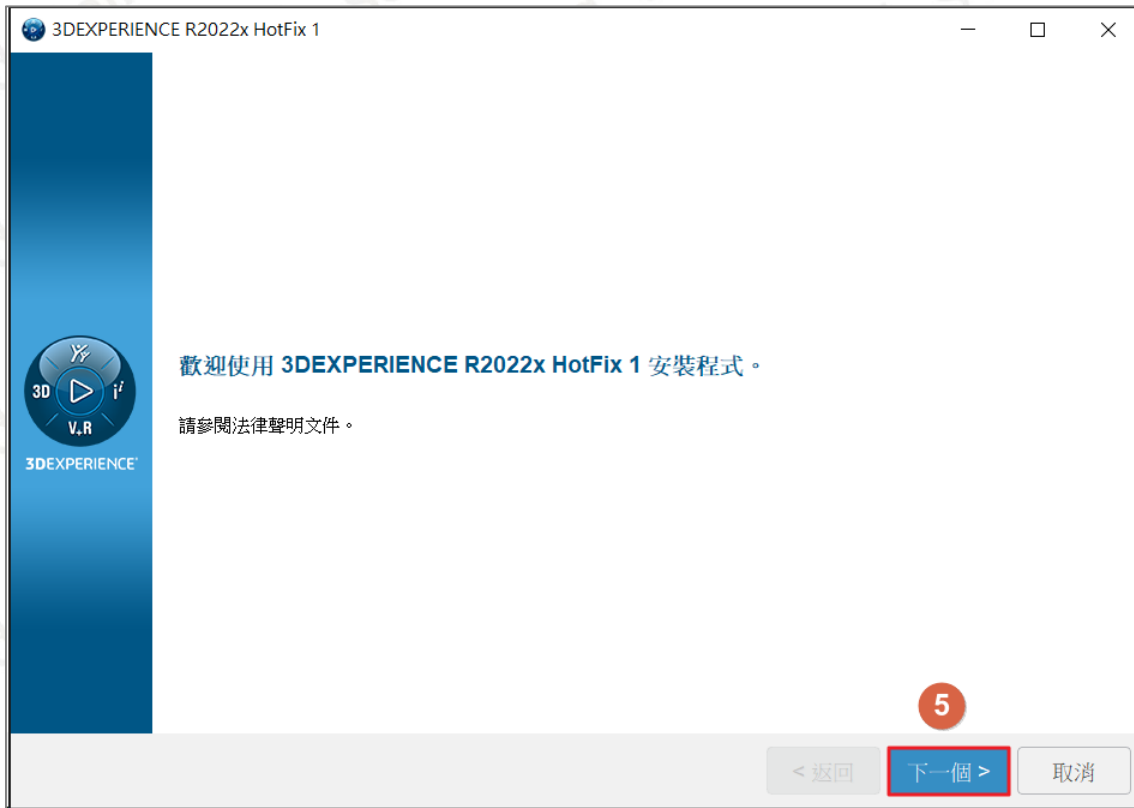 3DEXPERIENCE R2022x HotFix 1
歡迎使用 3DEXPERIENCE R2022x HotFix 1 安裝程式。
請參閱法律聲明文件。
3D
i
V+R
3DEXPERIENCE
5
< 返回
下一個 >
取消